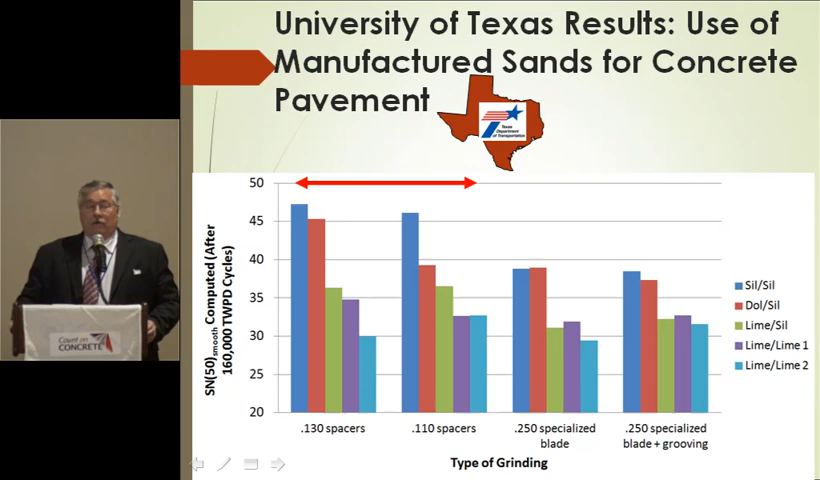 University of Texas Results: Use of
Manufactured Sands for Concrete
Pavement
Texas
Department
of Transportation
SN(50)smooth Computed (After
160,000 TWPD Cycles)
50
45
40
35
30
25
20
.130 spacers
.110 spacers
.250 specialized
blade
.250 specialized
blade + grooving
Type of Grinding
Sil/Sil
Dol/Sil
Lime/Sil
Lime/Lime 1
Lime/Lime 2
Count on
CONCRETE